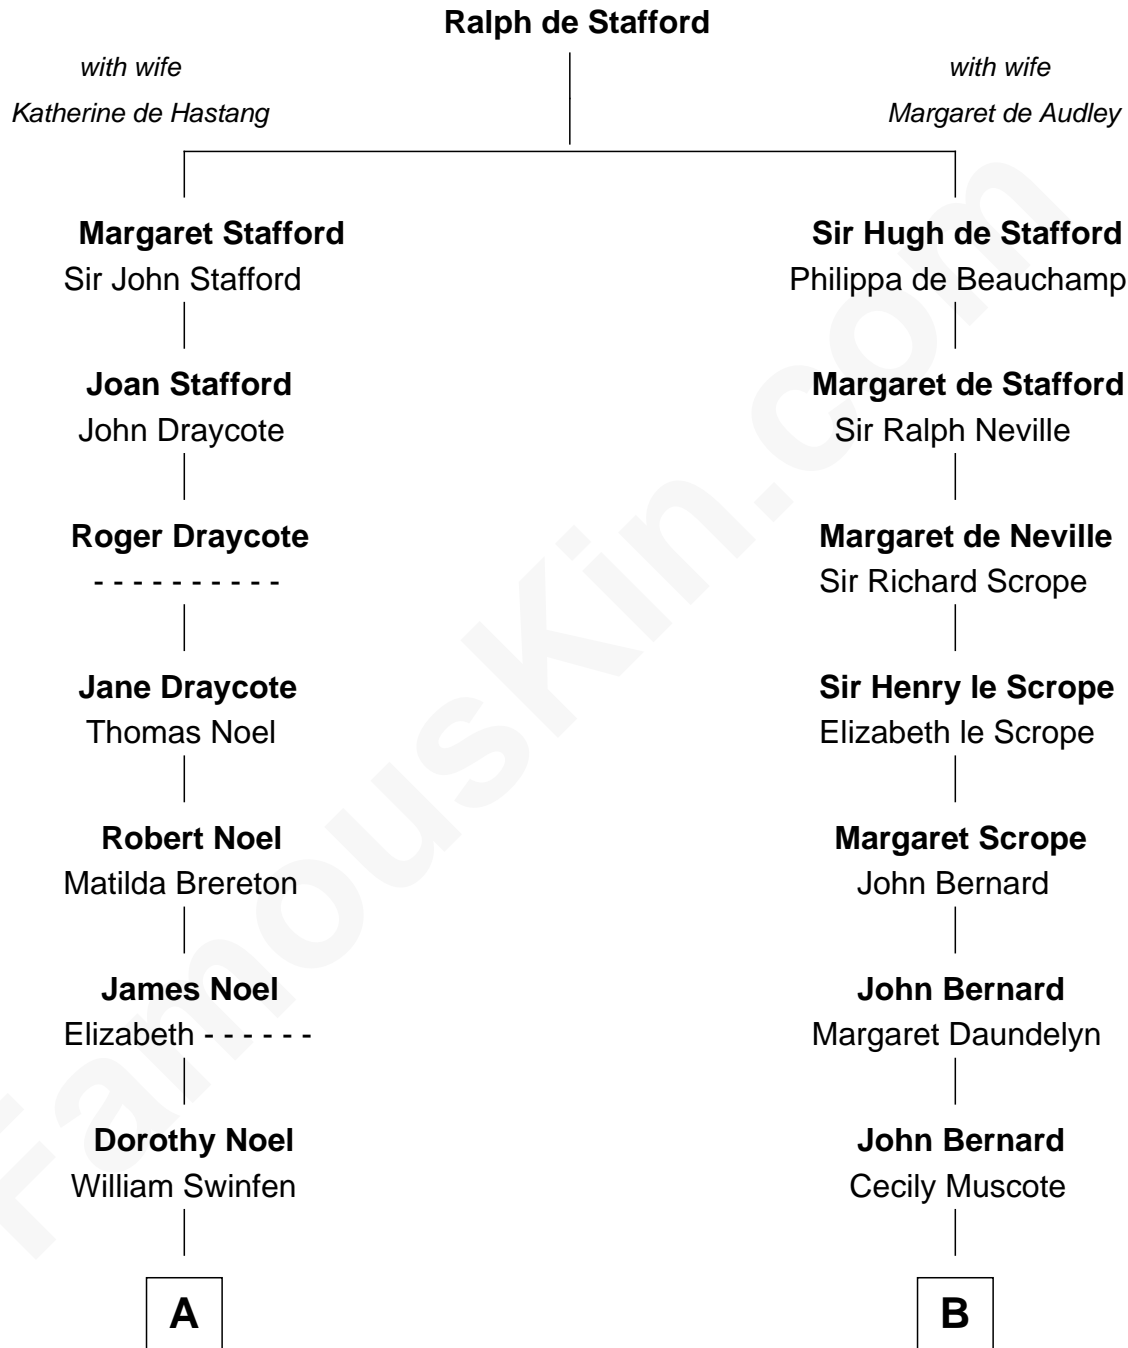 Ralph de Stafford
with wife
Katherine de Hastang
with wife
Margaret de Audley
Margaret Stafford
Sir John Stafford
Sir Hugh de Stafford
Philippa de Beauchamp
Joan Stafford
John Draycote
Margaret de Stafford
Sir Ralph Neville
Roger Draycote
- - - - - - - - - -
Margaret de Neville
Sir Richard Scrope
Jane Draycote
Thomas Noel
Sir Henry le Scrope
Elizabeth le Scrope
Robert Noel
Matilda Brereton
Margaret Scrope
John Bernard
James Noel
Elizabeth - - - - - -
John Bernard
Margaret Daundelyn
Dorothy Noel
William Swinfen
John Bernard
Cecily Muscote
A
B
FamousKin.com